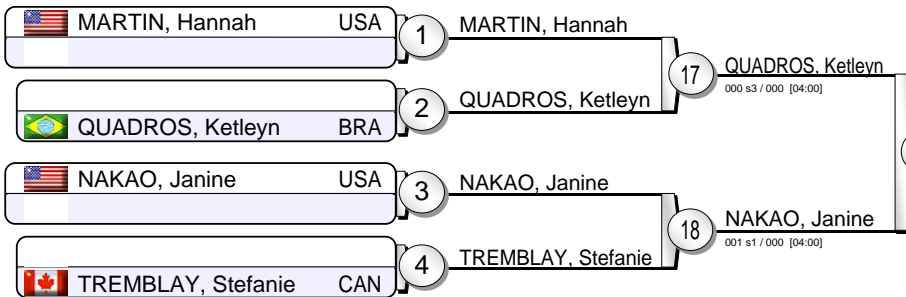 MARTIN, Hannah USA
1
MARTIN, Hannah
QUADROS, Ketleyn BRA
2
QUADROS, Ketleyn
17
QUADROS, Ketleyn
000 s3 / 000 [04:00]
NAKAO, Janine USA
3
NAKAO, Janine
TREMBLAY, Stefanie CAN
4
TREMBLAY, Stefanie
18
NAKAO, Janine
001 s1 / 000 [04:00]